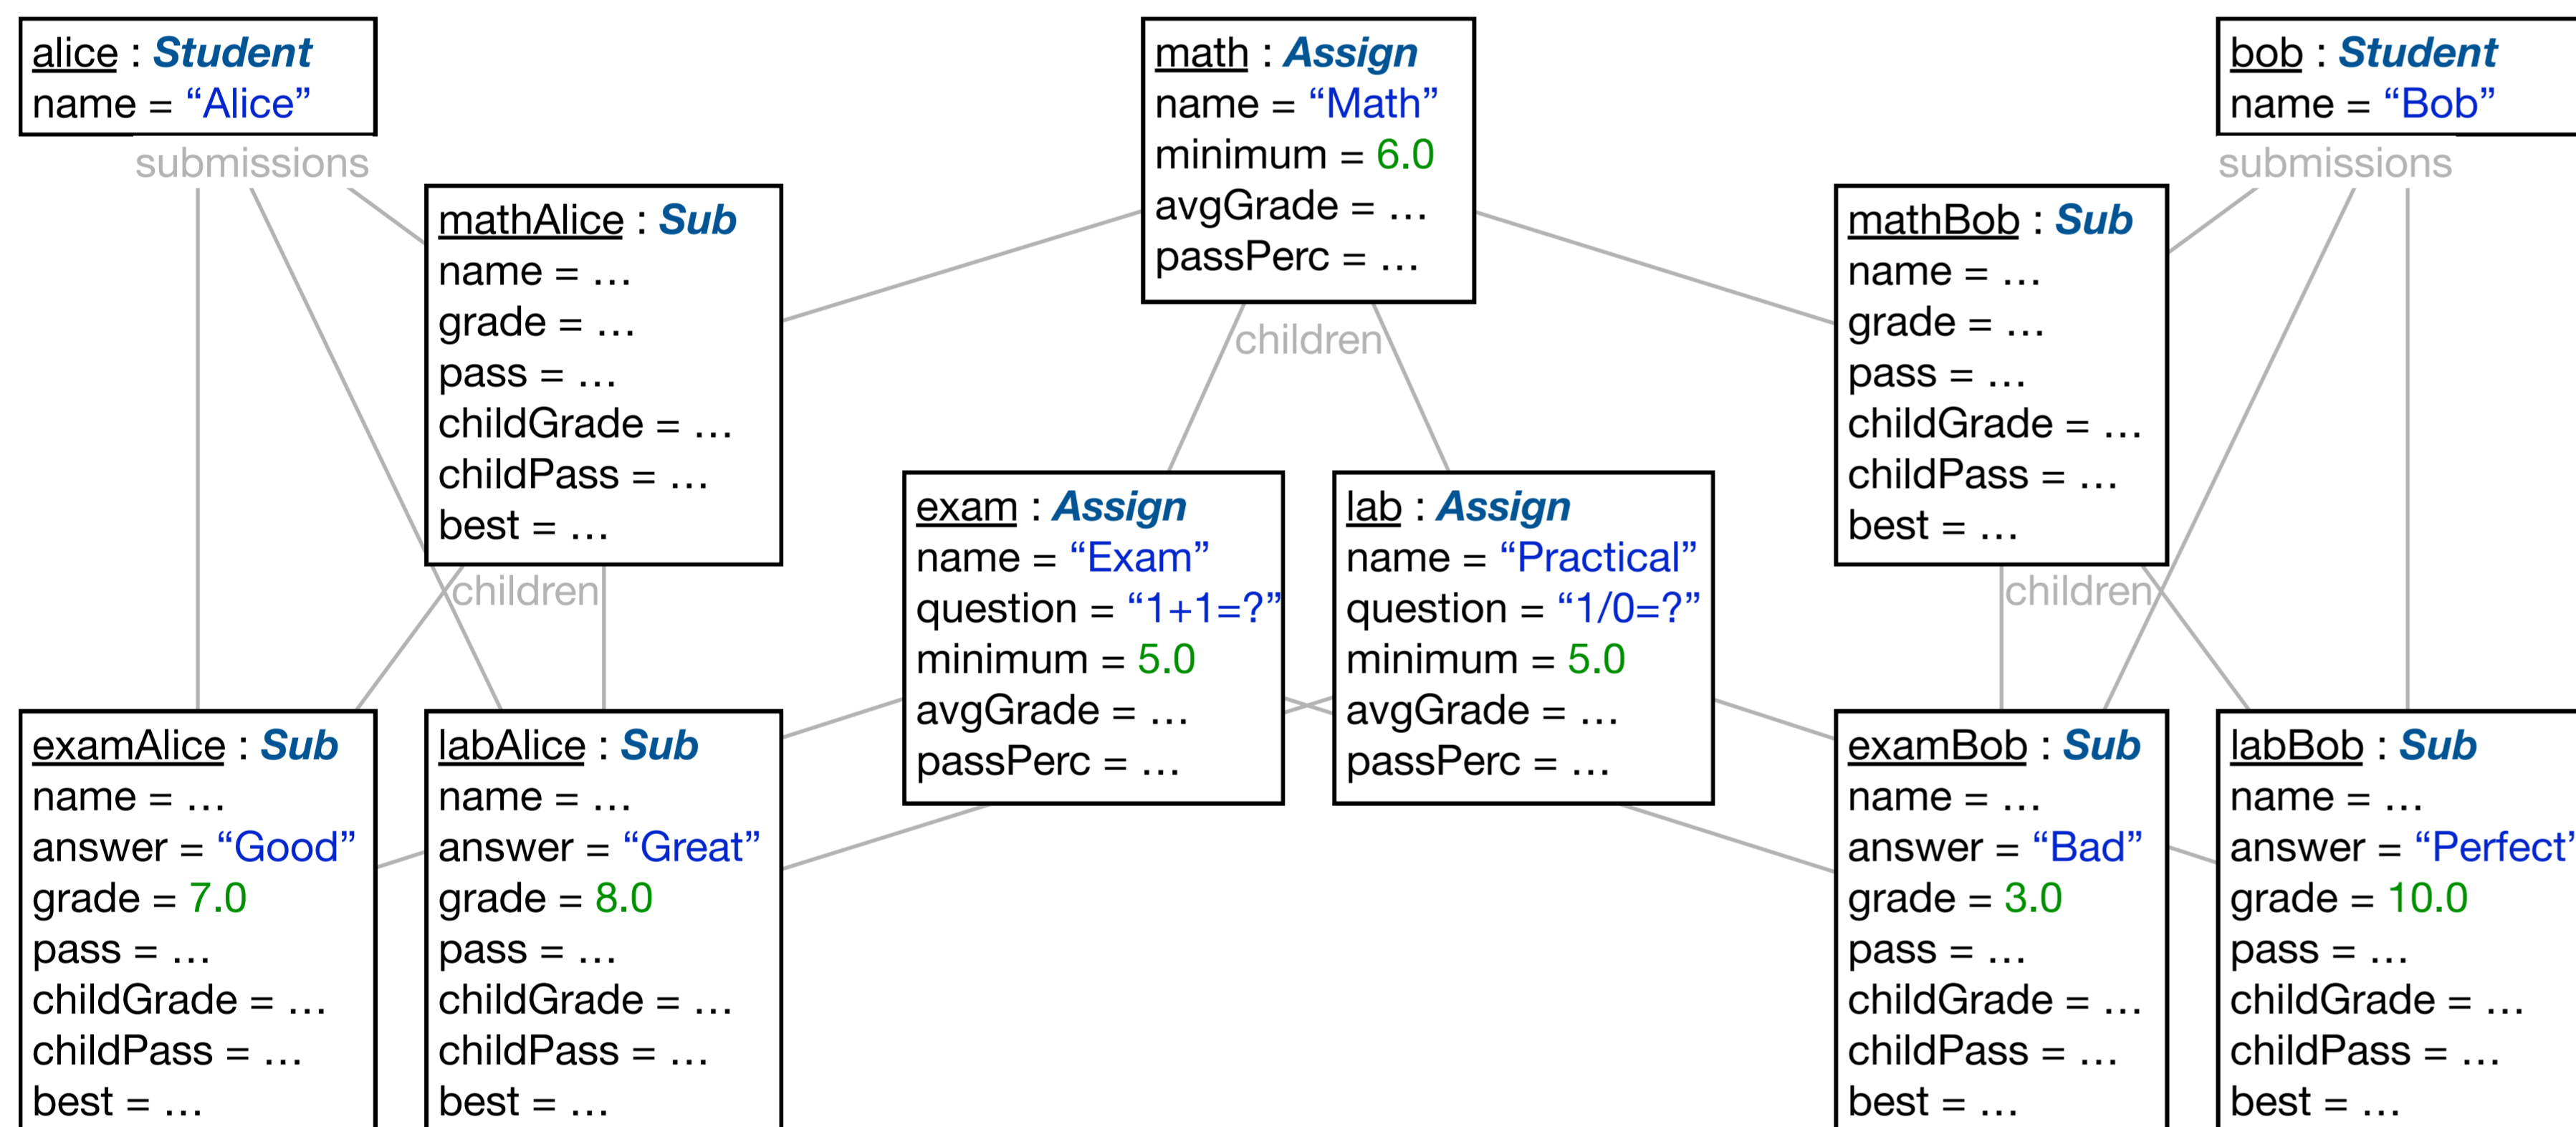 alice : Student
name = “Alice”
submissions
math : Assign
name = “Math”
minimum = 6.0
avgGrade = ...
passPerc = ...
children
bob : Student
name = “Bob”
submissions
mathAlice : Sub
name = ...
grade = ...
pass = ...
childGrade = ...
childPass = ...
best = ...
children
mathBob : Sub
name = ...
grade = ...
pass = ...
childGrade = ...
childPass = ...
best = ...
children
exam : Assign
name = “Exam”
question = “1+1=?”
minimum = 5.0
avgGrade = ...
passPerc = ...
lab : Assign
name = “Practical”
question = “1/0=?”
minimum = 5.0
avgGrade = ...
passPerc = ...
examAlice : Sub
name = ...
answer = “Good”
grade = 7.0
pass = ...
childGrade = ...
childPass = ...
best = ...
labAlice : Sub
name = ...
answer = “Great”
grade = 8.0
pass = ...
childGrade = ...
childPass = ...
best = ...
examBob : Sub
name = ...
answer = “Bad”
grade = 3.0
pass = ...
childGrade = ...
childPass = ...
best = ...
labBob : Sub
name = ...
answer = “Perfect”
grade = 10.0
pass = ...
childGrade = ...
childPass = ...
best = ...